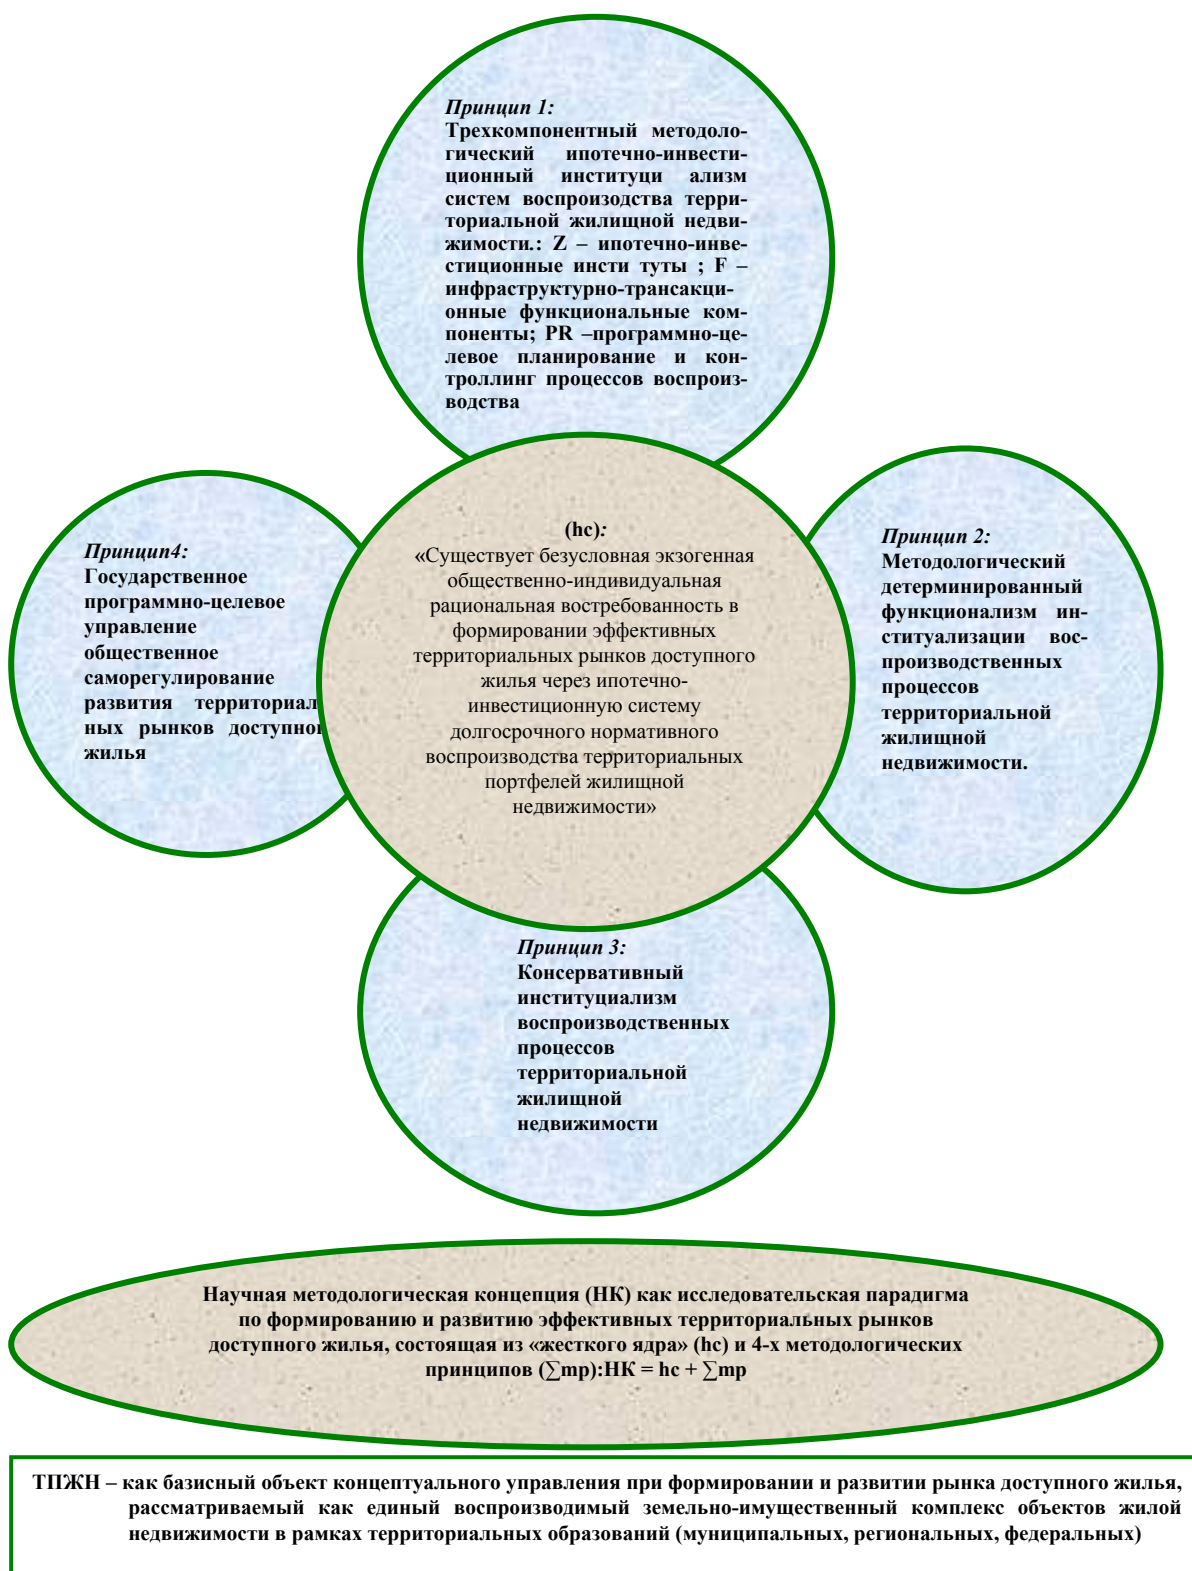 Принцип 1:
Трехкомпонентный методоло-
гический ипотечно-инвести-
ционный институци ализм
систем воспроизодства терри-
ториальной жилищной недви-
жимости.: Z – ипотечно-инве-
стиционные инсти туты ; F –
инфраструктурно-трансакци-
онные функциональные ком-
поненты; PR –программно-це-
левое планирование и кон-
троллинг процессов воспроиз-
водства
Принцип4:
Государственное
программно-целевое
управление
общественное
саморегулирование
развития территориал
ных рынков доступног
жилья
(hc):
«Существует безусловная экзогенная
общественно-индивидуальная
рациональная востребованность в
формировании эффективных
территориальных рынков доступного
жилья через ипотечно-
инвестиционную систему
долгосрочного нормативного
воспроизводства территориальных
портфелей жилищной
недвижимости»
Принцип 2:
Методологический
детерминированный
функционализм ин-
ституализации вос-
производственных
процессов
территориальной
жилищной
недвижимости.
Принцип 3:
Консервативный
институциализм
воспроизводственных
процессов
территориальной
жилищной
недвижимости
Научная методологическая концепция (НК) как исследовательская парадигма
по формированию и развитию эффективных территориальных рынков
доступного жилья, состоящая из «жесткого ядра» (hc) и 4-х методологических
принципов (∑mp):НК = hc + ∑mp
ТПЖН – как базисный объект концептуального управления при формировании и развитии рынка доступного жилья,
рассматриваемый как единый воспроизводимый земельно-имущественный комплекс объектов жилой
недвижимости в рамках территориальных образований (муниципальных, региональных, федеральных)